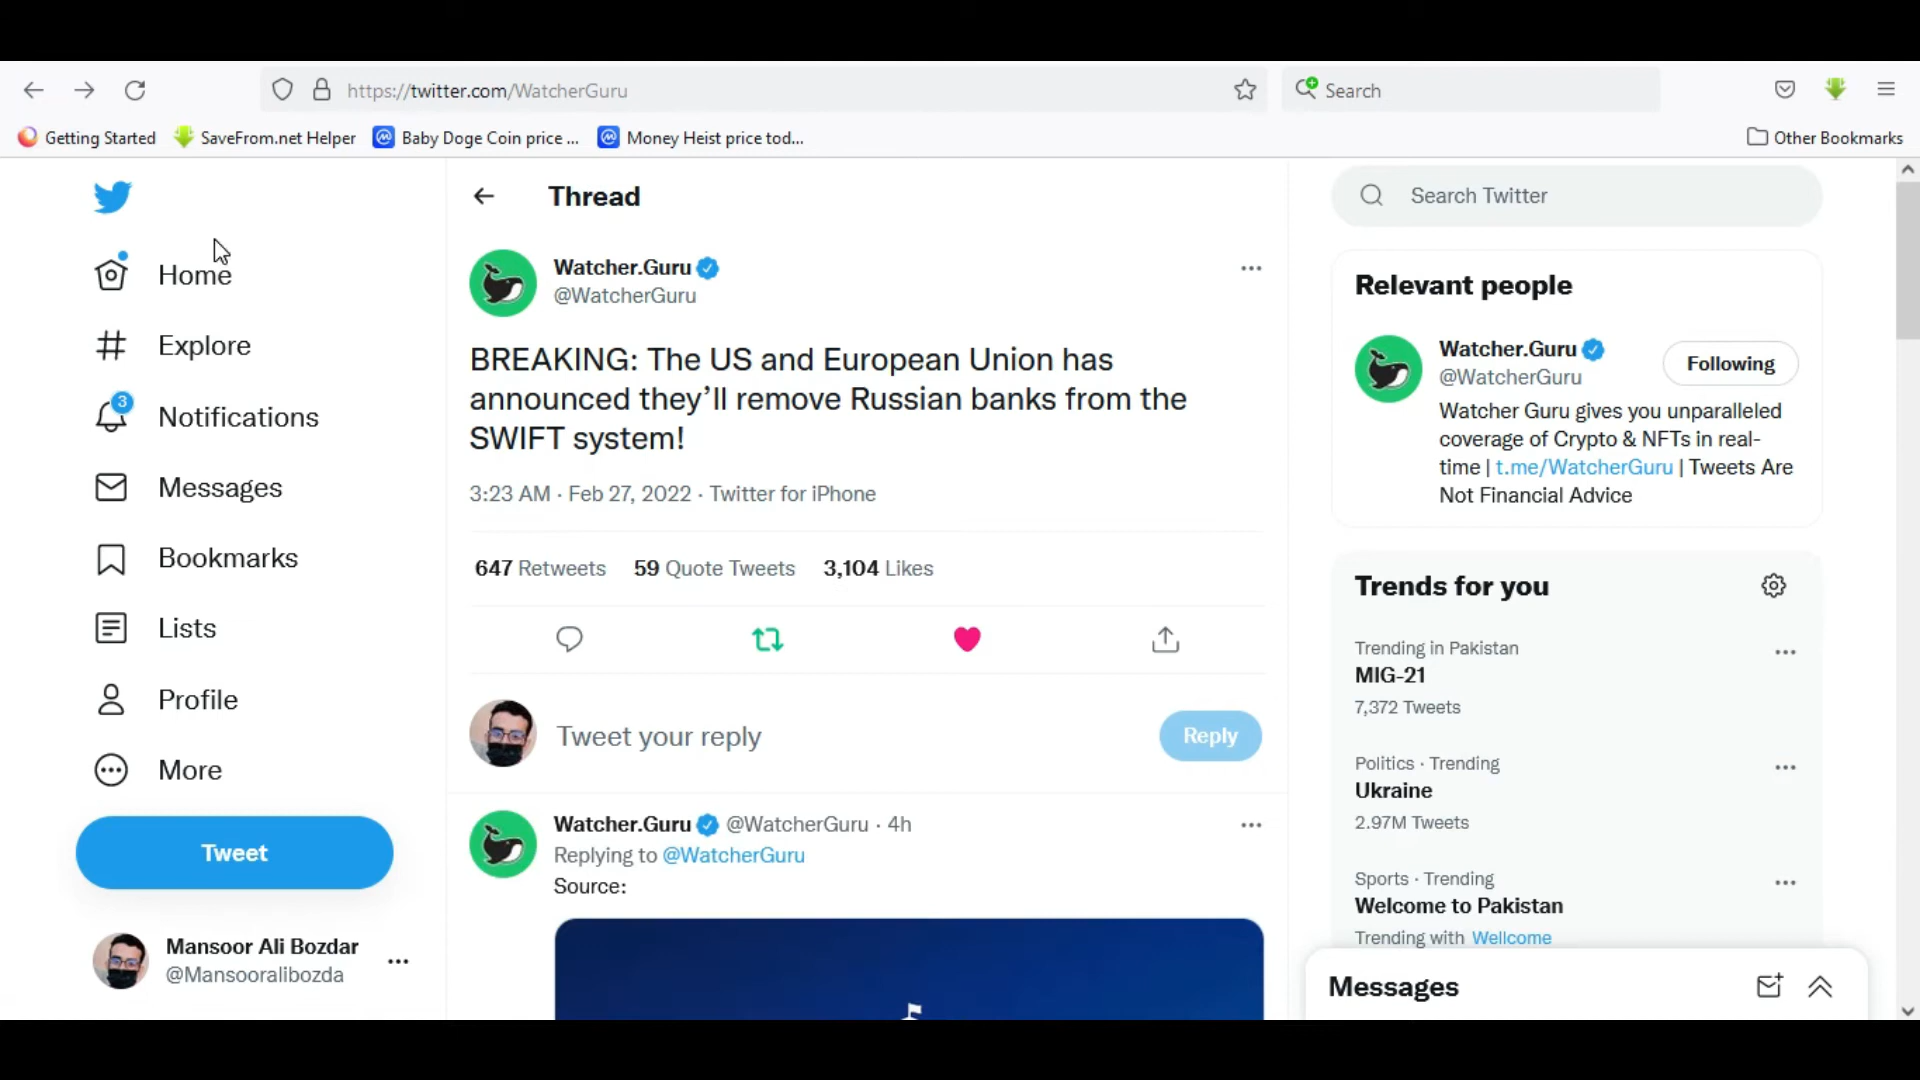 https://twitter.com/WatcherGuru
Search
Getting Started
SaveFrom.net Helper
Baby Doge Coin price ...
Money Heist price tod...
Other Bookmarks
Home
Explore
3
Notifications
Messages
Bookmarks
Lists
Profile
More
Tweet
Mansoor Ali Bozdar
@Mansooralibozda
Thread
Watcher.Guru
@WatcherGuru
BREAKING: The US and European Union has
announced they’ll remove Russian banks from the
SWIFT system!
3:23 AM · Feb 27, 2022 · Twitter for iPhone
647 Retweets 59 Quote Tweets 3,104 Likes
Tweet your reply
Reply
Watcher.Guru @WatcherGuru · 4h
Replying to @WatcherGuru
Source:
Search Twitter
Relevant people
Watcher.Guru
@WatcherGuru
Following
Watcher Guru gives you unparalleled
coverage of Crypto & NFTs in real-
time | t.me/WatcherGuru | Tweets Are
Not Financial Advice
Trends for you
Trending in Pakistan
MIG-21
7,372 Tweets
Politics · Trending
Ukraine
2.97M Tweets
Sports · Trending
Welcome to Pakistan
Trending with Wellcome
Messages